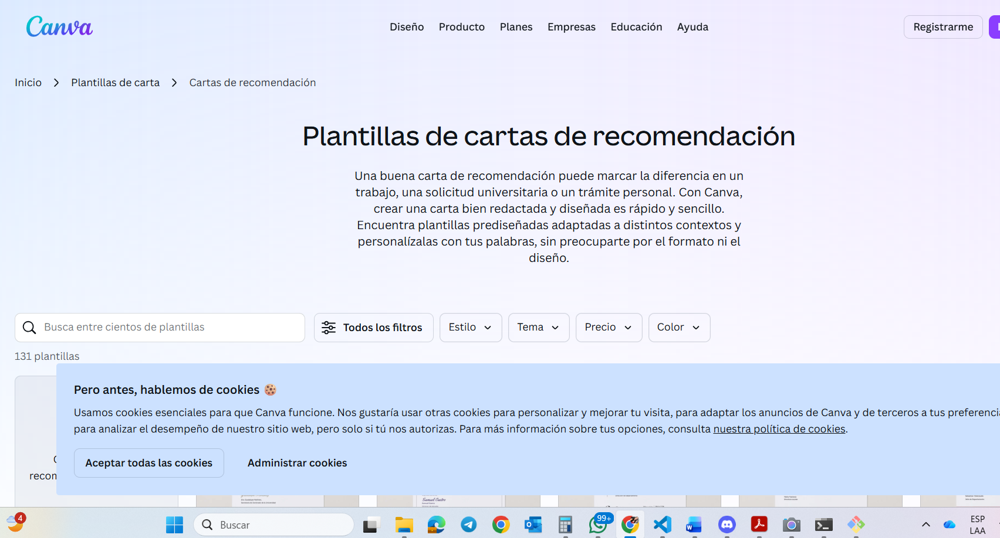 Canva
Diseño Producto Planes Empresas Educación Ayuda
Registrarme
Inicio Plantillas de carta Cartas de recomendación
Plantillas de cartas de recomendación
Una buena carta de recomendación puede marcar la diferencia en un
trabajo, una solicitud universitaria o un trámite personal. Con Canva,
crear una carta bien redactada y diseñada es rápido y sencillo.
Encuentra plantillas prediseñadas adaptadas a distintos contextos y
personalízalas con tus palabras, sin preocuparte por el formato ni el
diseño.
Busca entre cientos de plantillas
Todos los filtros
Estilo
Tema
Precio
Color
131 plantillas
Pero antes, hablemos de cookies
Usamos cookies esenciales para que Canva funcione. Nos gustaría usar otras cookies para personalizar y mejorar tu visita, para adaptar los anuncios de Canva y de terceros a tus preferencia
para analizar el desempeño de nuestro sitio web, pero solo si tú nos autorizas. Para más información sobre tus opciones, consulta nuestra política de cookies.
Aceptar todas las cookies
Administrar cookies
recom
Samuel Castro
4
Buscar
99+
ESP
LAA